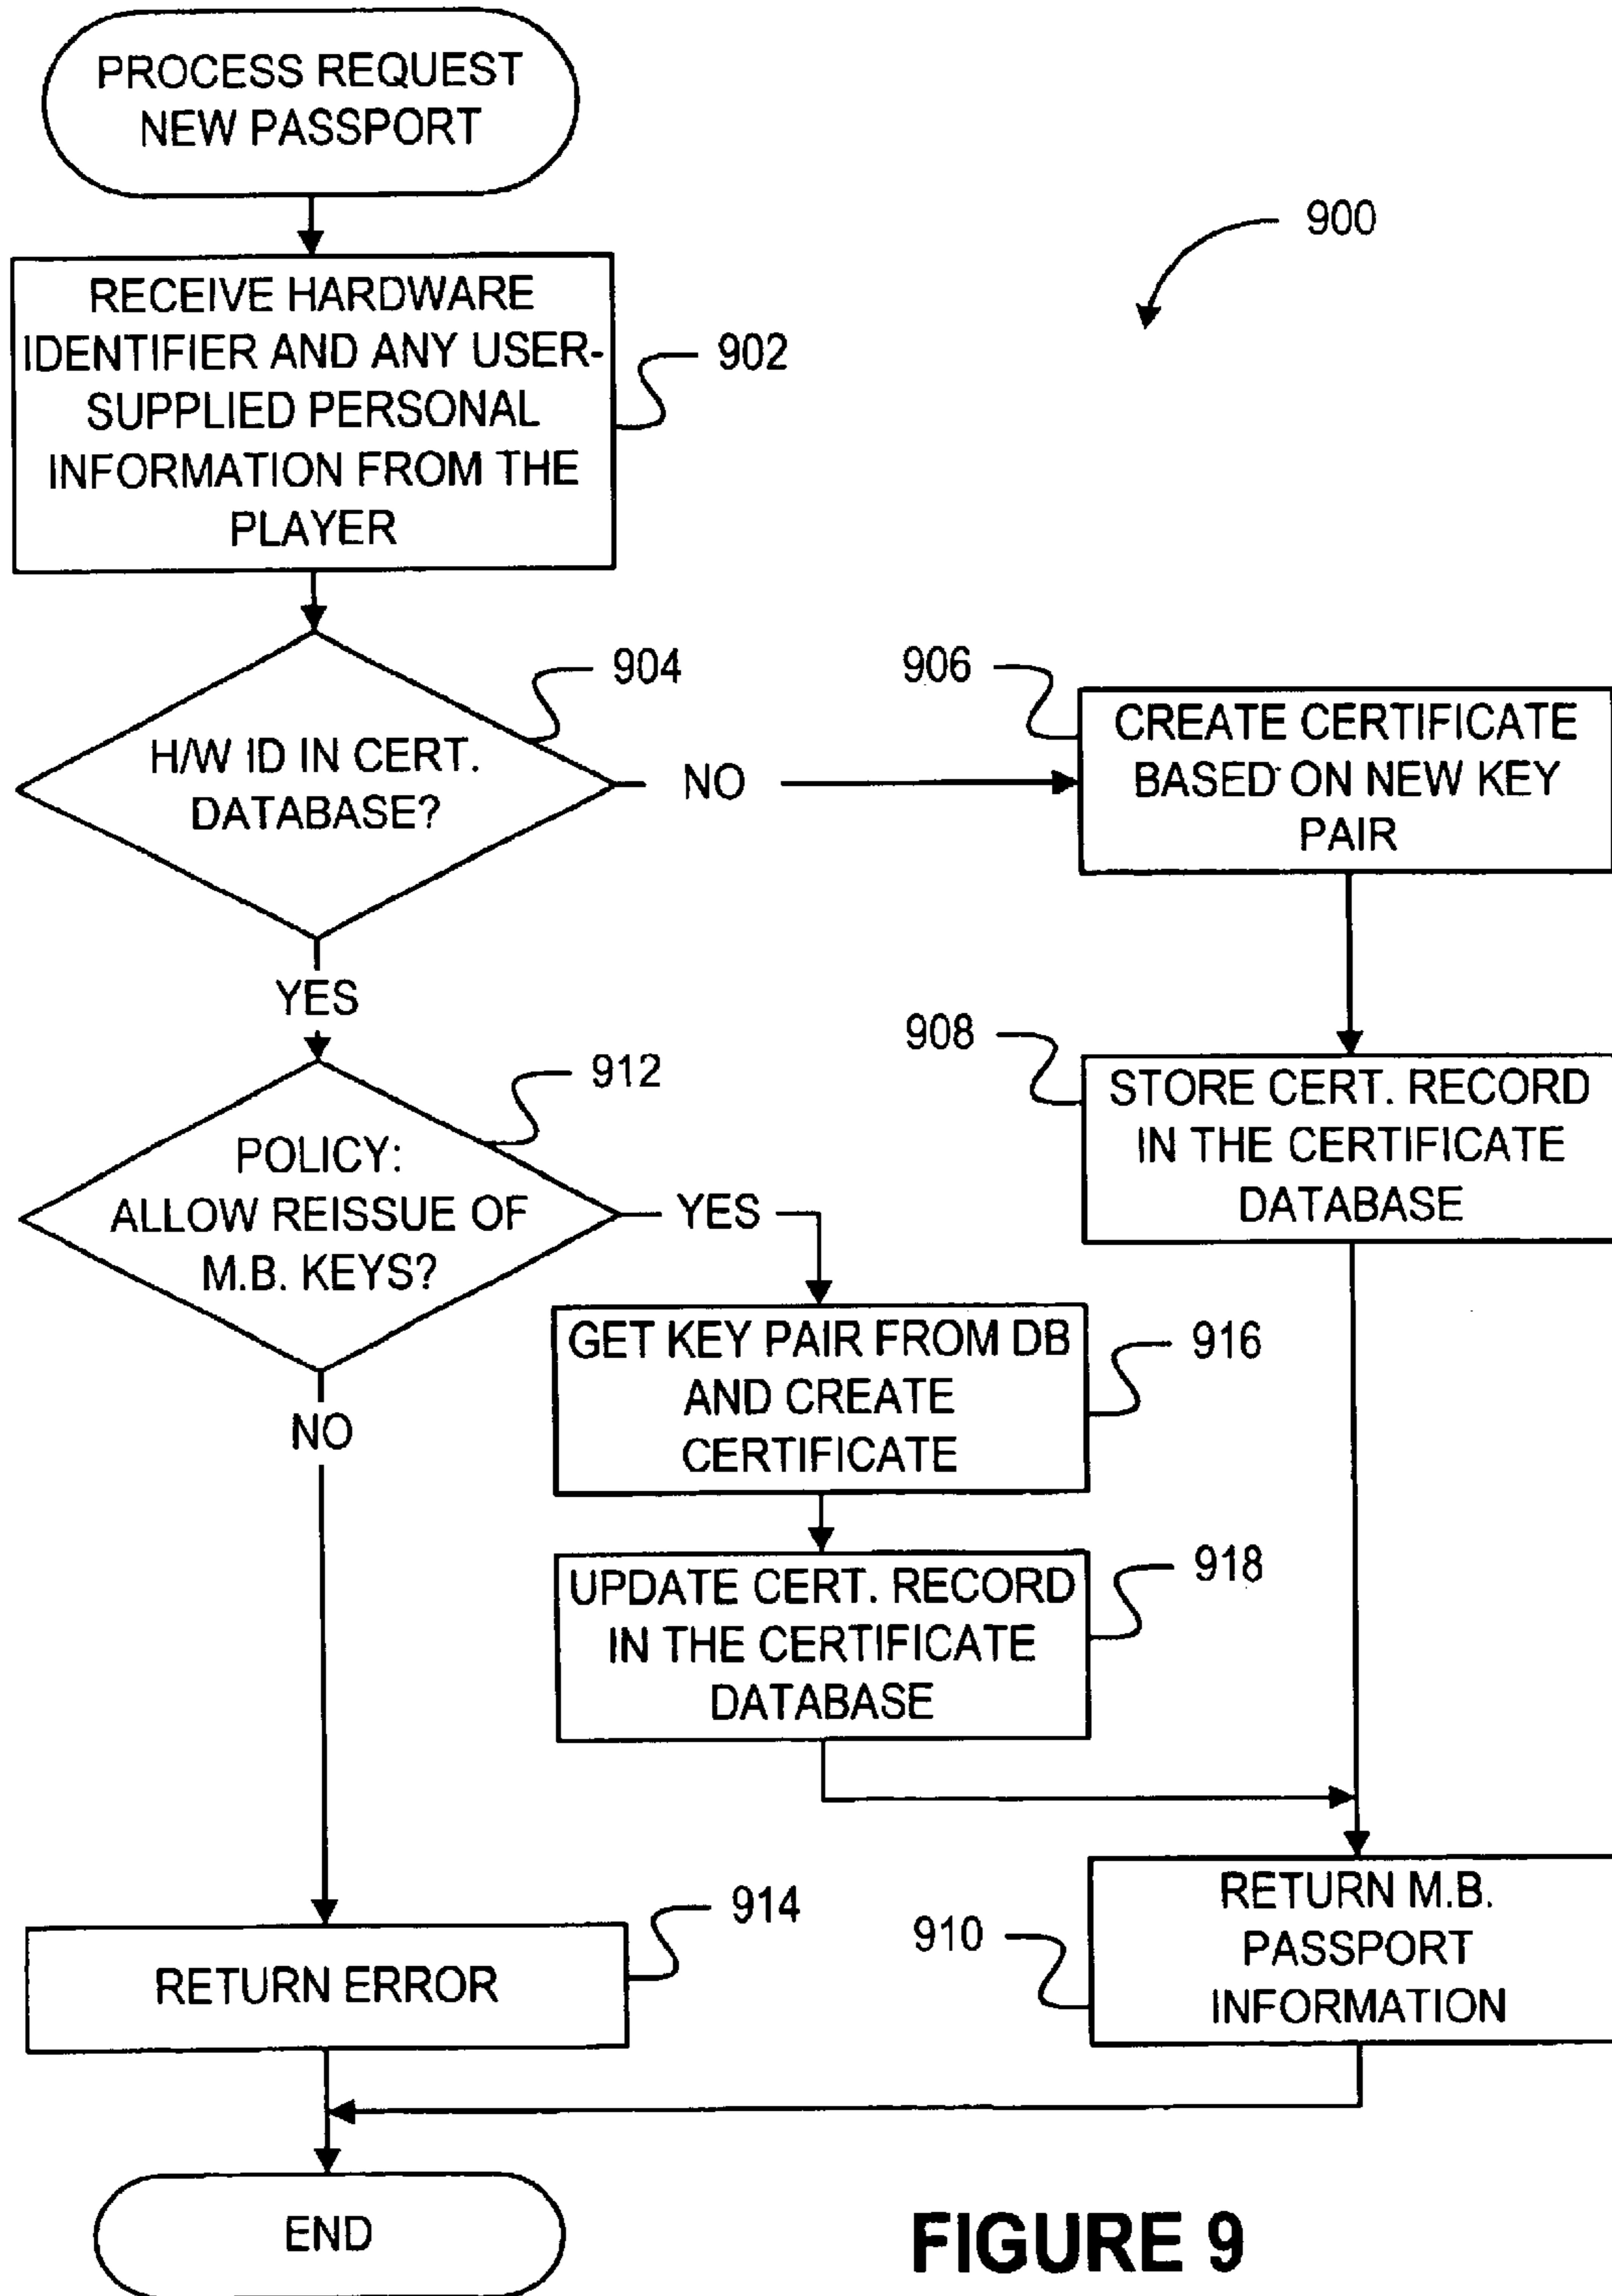 PROCESS REQUEST
NEW PASSPORT
900
RECEIVE HARDWARE
IDENTIFIER AND ANY USER-
SUPPLIED PERSONAL
INFORMATION FROM THE
PLAYER
902
H/W ID IN CERT.
DATABASE?
904
NO
906
CREATE CERTIFICATE
BASED ON NEW KEY
PAIR
YES
908
STORE CERT. RECORD
IN THE CERTIFICATE
DATABASE
912
POLICY:
ALLOW REISSUE OF
M.B. KEYS?
YES
GET KEY PAIR FROM DB
AND CREATE
CERTIFICATE
916
NO
UPDATE CERT. RECORD
IN THE CERTIFICATE
DATABASE
918
RETURN ERROR
914
910
RETURN M.B.
PASSPORT
INFORMATION
END
FIGURE 9